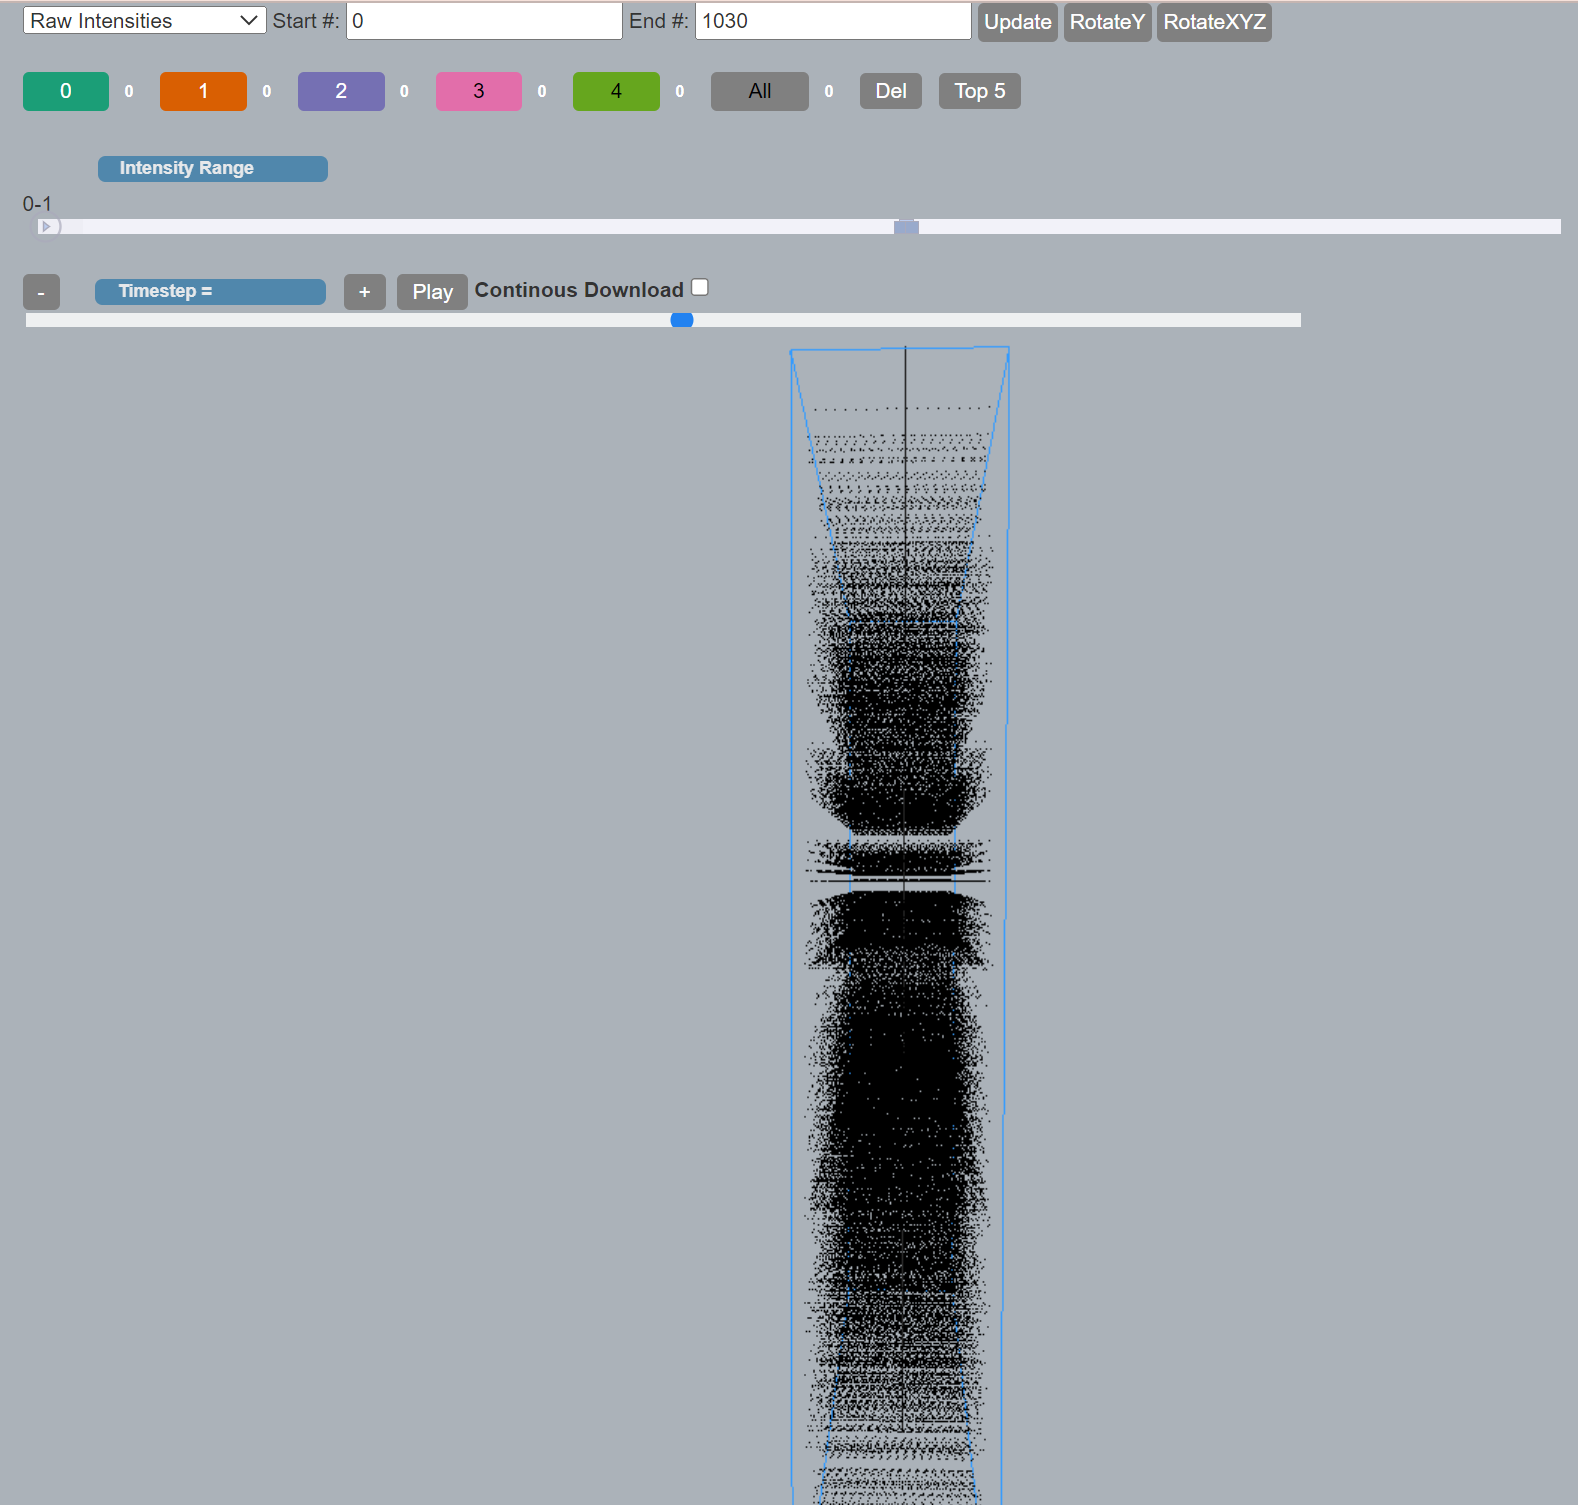 Raw Intensities Start #: 0 End #: 1030 Update RotateY RotateXYZ
0 0 1 0 2 0 3 0 4 0 All 0 Del Top 5
Intensity Range
0-1
- Timestep = + Play Continous Download